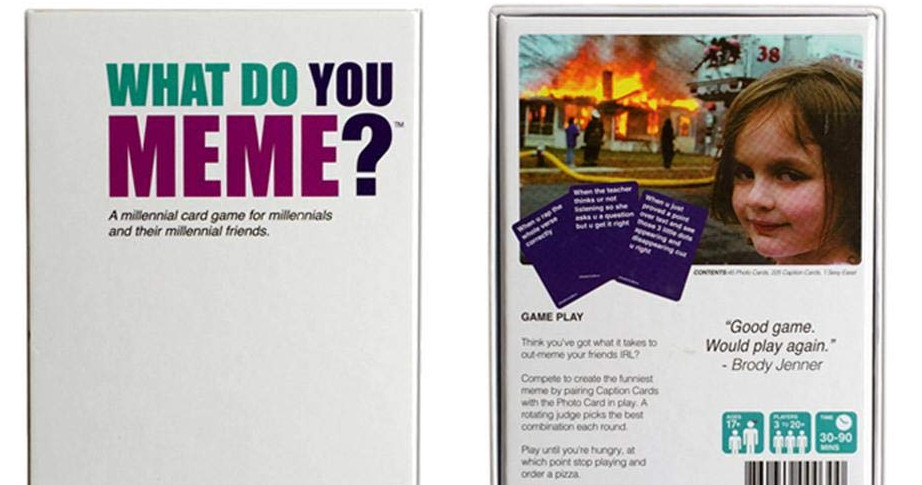 WHAT DO YOU
MEME?™
A millennial card game for millennials
and their millennial friends.
38
When u rap the
whole verse
correctly
When the teacher
thinks ur not
listening so she
asks u a question
but u get it right
When u just
proved a point
over text and see
those 3 little dots
appearing and
disappearing cuz
u right
CONTENTS 45 Photo Cards, 225 Caption Cards, 1 Sexy Easel
GAME PLAY
Think you've got what it takes to
out-meme your friends IRL?
Compete to create the funniest
meme by pairing Caption Cards
with the Photo Card in play. A
rotating judge picks the best
combination each round.
Play until you're hungry, at
which point stop playing and
order a pizza.
"Good game.
Would play again."
- Brody Jenner
AGES
17+
PLAYERS
3 TO 20+
TIME
30-90
MINS